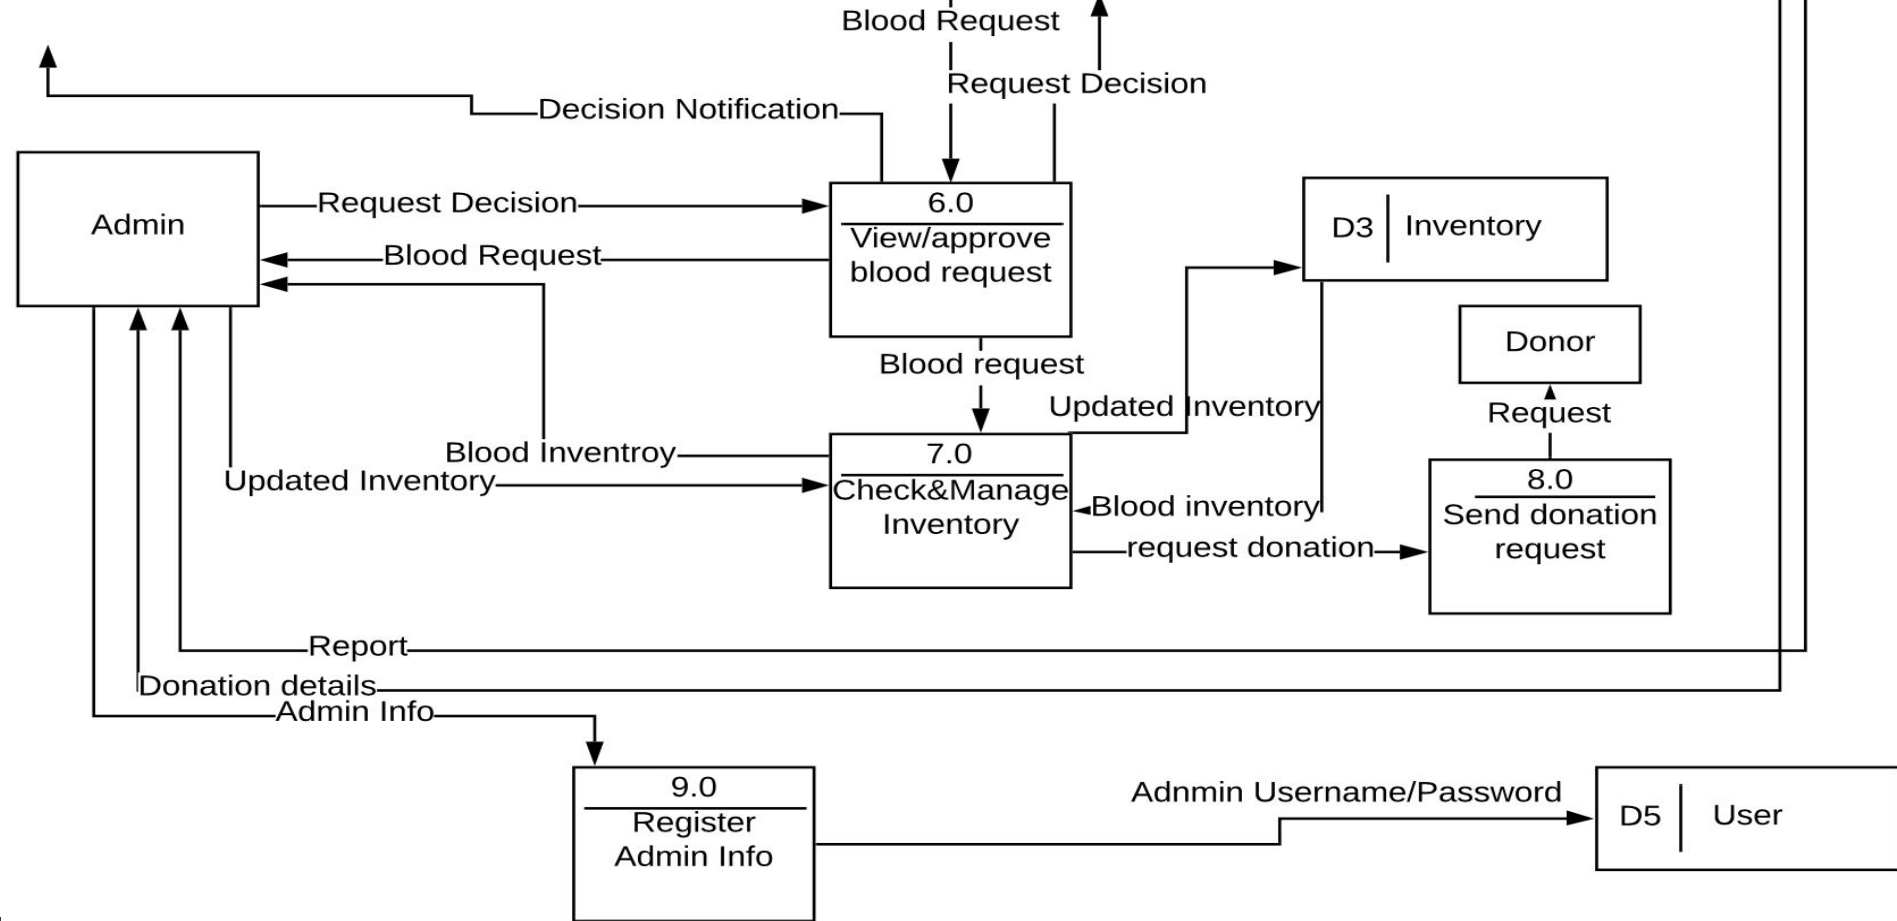 Blood Request
Request Decision
Decision Notification
Admin
Request Decision
6.0
View/approve
blood request
Blood Request
D3
Inventory
Donor
Blood request
Updated Inventory
Request
Blood Inventroy
Updated Inventory
7.0
Check&Manage
Inventory
Blood inventory
request donation
8.0
Send donation
request
Report
Donation details
Admin Info
9.0
Register
Admin Info
Adnmin Username/Password
D5
User